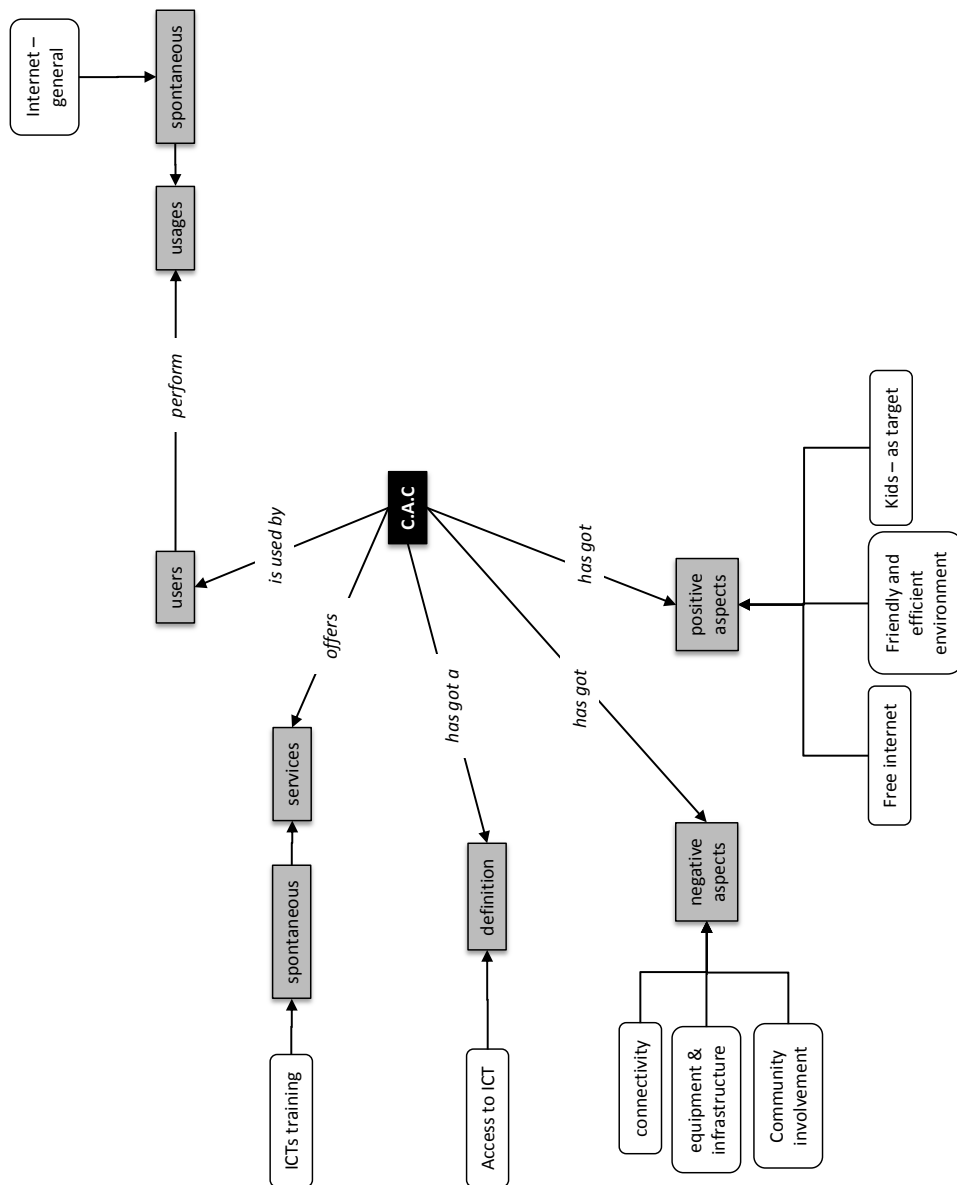 Internet –
general
users
perform
usages
spontaneous
is used by
offers
ICTs training
spontaneous
services
C.A.C
has got a
Access to ICT
definition
has got
has got
connectivity
equipment &
infrastructure
Community
involvement
negative
aspects
positive
aspects
Free internet
Friendly and
efficient
environment
Kids – as target